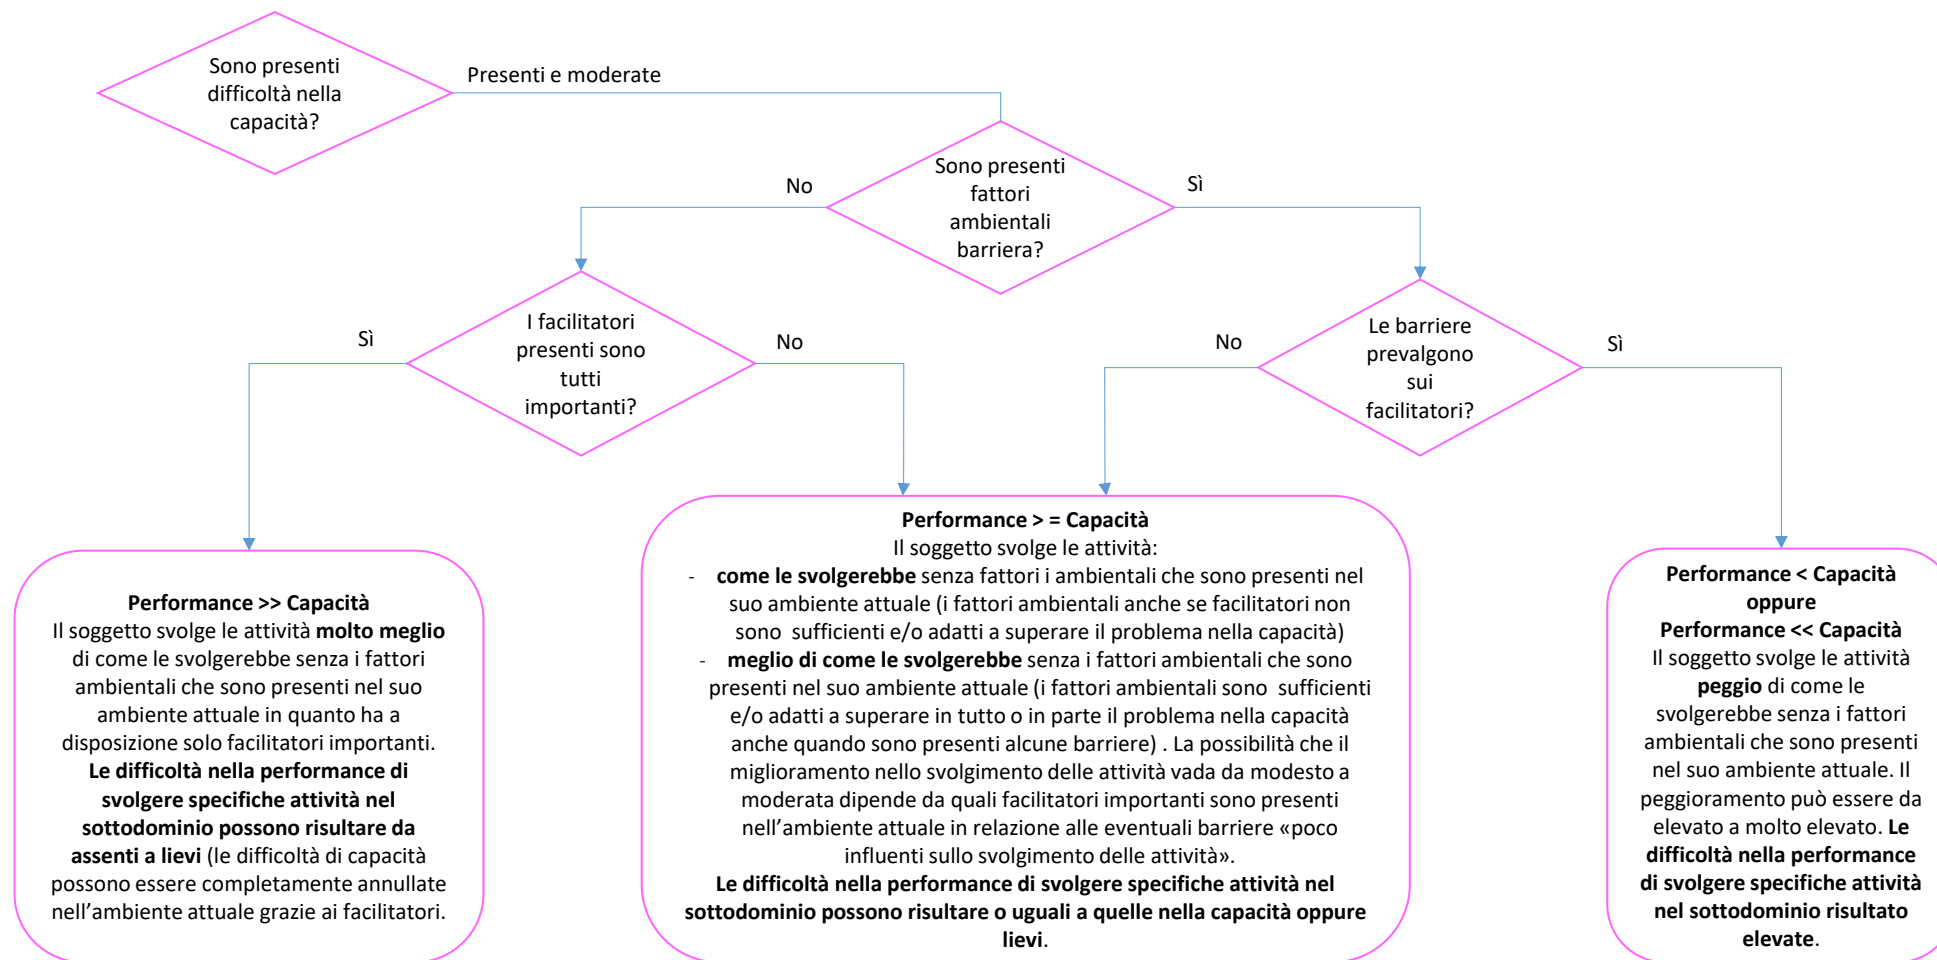 Sono presenti
difficoltà nella
capacità?
Presenti e moderate
Sono presenti
fattori
ambientali
barriera?
No
Sì
I facilitatori
presenti sono
tutti
importanti?
Sì
No
Le barriere
prevalgono
sui
facilitatori?
No
Sì
Performance >> Capacità
Il soggetto svolge le attività molto meglio
di come le svolgerebbe senza i fattori
ambientali che sono presenti nel suo
ambiente attuale in quanto ha a
disposizione solo facilitatori importanti.
Le difficoltà nella performance di
svolgere specifiche attività nel
sottodominio possono risultare da
assenti a lievi (le difficoltà di capacità
possono essere completamente annullate
nell’ambiente attuale grazie ai facilitatori.
Performance > = Capacità
Il soggetto svolge le attività:
- come le svolgerebbe senza fattori i ambientali che sono presenti nel
suo ambiente attuale (i fattori ambientali anche se facilitatori non
sono sufficienti e/o adatti a superare il problema nella capacità)
- meglio di come le svolgerebbe senza i fattori ambientali che sono
presenti nel suo ambiente attuale (i fattori ambientali sono sufficienti
e/o adatti a superare in tutto o in parte il problema nella capacità
anche quando sono presenti alcune barriere) . La possibilità che il
miglioramento nello svolgimento delle attività vada da modesto a
moderata dipende da quali facilitatori importanti sono presenti
nell’ambiente attuale in relazione alle eventuali barriere «poco
influenti sullo svolgimento delle attività».
Le difficoltà nella performance di svolgere specifiche attività nel
sottodominio possono risultare o uguali a quelle nella capacità oppure
lievi.
Performance < Capacità
oppure
Performance << Capacità
Il soggetto svolge le attività
peggio di come le
svolgerebbe senza i fattori
ambientali che sono presenti
nel suo ambiente attuale. Il
peggioramento può essere da
elevato a molto elevato. Le
difficoltà nella performance
di svolgere specifiche attività
nel sottodominio risultato
elevate.